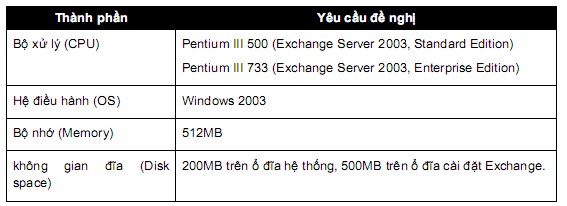 Thành phần Yêu cầu đề nghị
Bộ xử lý (CPU) Pentium III 500 (Exchange Server 2003, Standard Edition)
Pentium III 733 (Exchange Server 2003, Enterprise Edition)
Hệ điều hành (OS) Windows 2003
Bộ nhớ (Memory) 512MB
không gian đĩa (Disk 200MB trên ổ đĩa hệ thống, 500MB trên ổ đĩa cài đặt Exchange.
space)